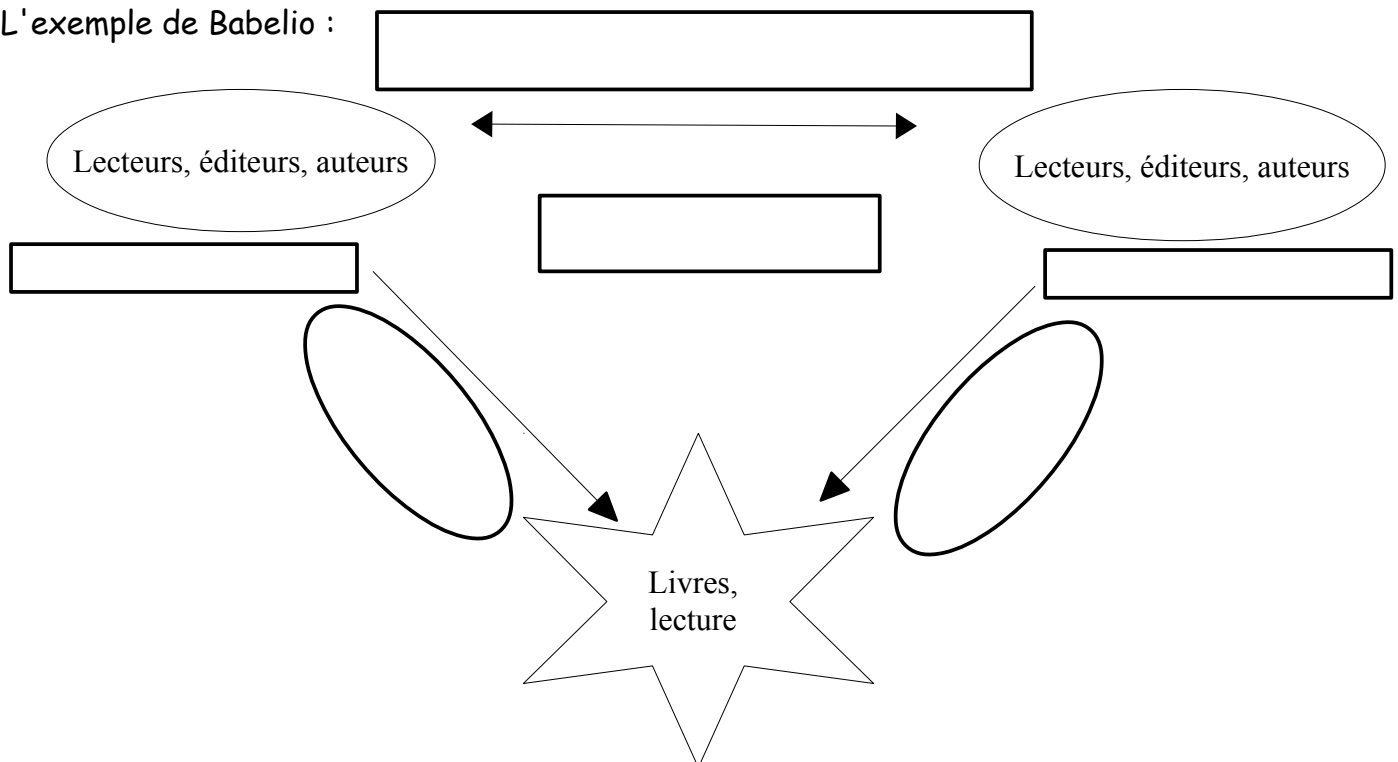 L'exemple de Babelio :
Lecteurs, éditeurs, auteurs
Lecteurs, éditeurs, auteurs
Livres,
lecture